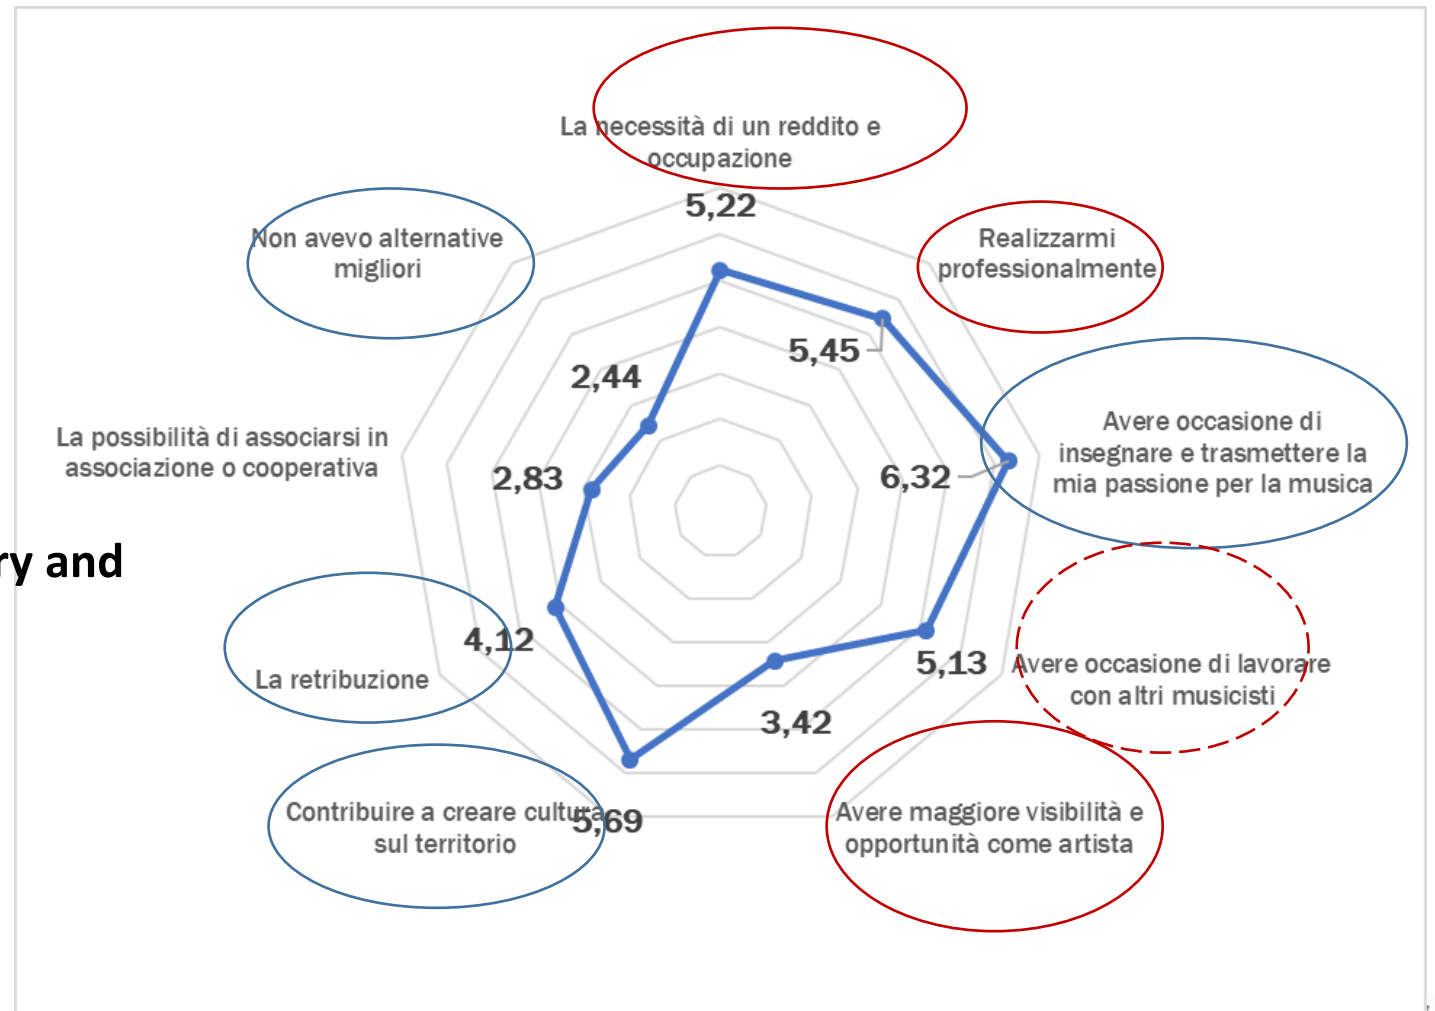 La necessità di un reddito e
occupazione
5,22
Non avevo alternative
migliori
Realizzarmi
professionalmente
5,45
2,44
Avere occasione di
insegnare e trasmettere la
mia passione per la musica
6,32
La possibilità di associarsi in
associazione o cooperativa
2,83
ry and
4,12
La retribuzione
5,13
Avere occasione di lavorare
con altri musicisti
3,42
Contribuire a creare cultura
sul territorio
5,69
Avere maggiore visibilità e
opportunità come artista